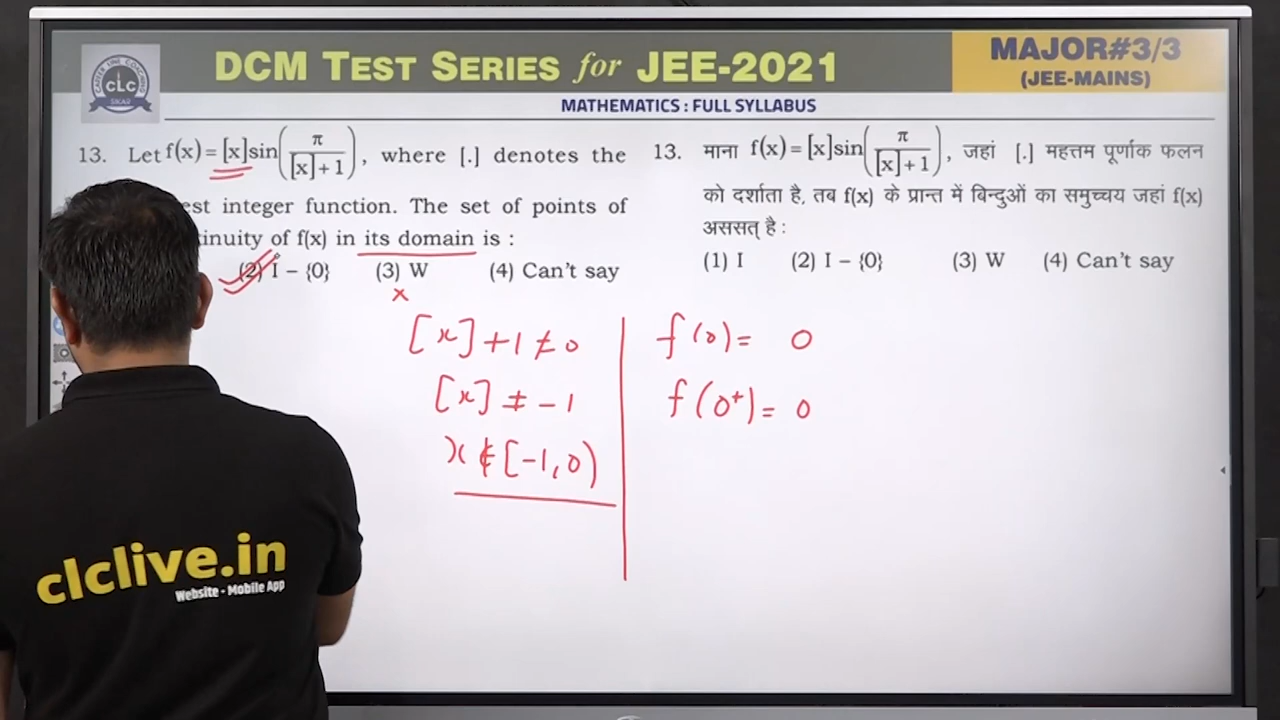 DCM TEST SERIES for JEE-2021
MAJOR#3/3
(JEE-MAINS)
CLC
SIKAR
MATHEMATICS : FULL SYLLABUS
13. Let f(x) = [x]sin(π/([x]+1)), where [.] denotes the
est integer function. The set of points of
inuity of f(x) in its domain is :
(2) I – {0} (3) W (4) Can't say
×
[x]+1≠0
[x] ≠ -1
x ∉ [-1,0)
f(0) = 0
f(0⁺) = 0
13. माना f(x) = [x]sin(π/([x]+1)), जहां [.] महत्तम पूर्णाक फलन
को दर्शाता है, तब f(x) के प्रान्त में बिन्दुओं का समुच्चय जहां f(x)
अससत् है :
(1) I (2) I – {0} (3) W (4) Can't say
clclive.in
Website - Mobile App